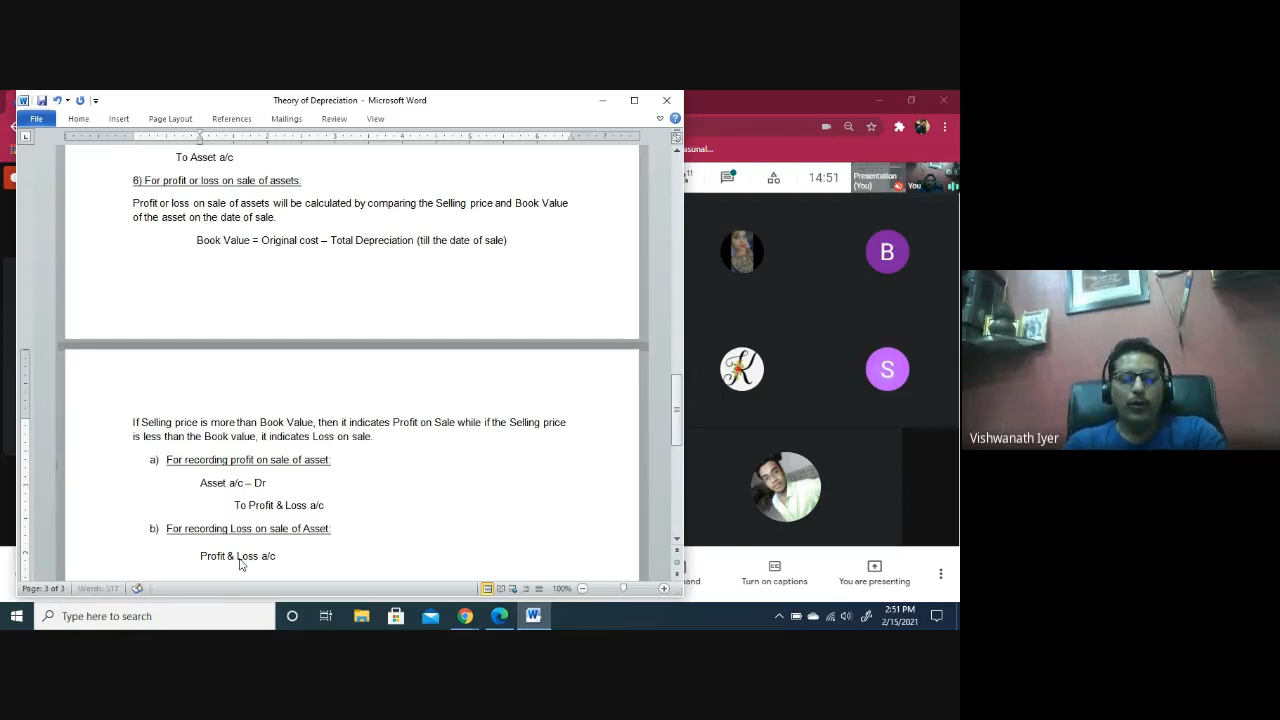 Theory of Depreciation - Microsoft Word
File Home Insert Page Layout References Mailings Review View
To Asset a/c
6) For profit or loss on sale of assets:
Profit or loss on sale of assets will be calculated by comparing the Selling price and Book Value
of the asset on the date of sale.
Book Value = Original cost – Total Depreciation (till the date of sale)
If Selling price is more than Book Value, then it indicates Profit on Sale while if the Selling price
is less than the Book value, it indicates Loss on sale.
a) For recording profit on sale of asset:
Asset a/c – Dr
To Profit & Loss a/c
b) For recording Loss on sale of Asset:
Profit & Loss a/c
Page: 3 of 3 Words: 517 100%
esunal...
11
14:51
Presentation
(You)
You
B
S
K
and
Turn on captions
You are presenting
Vishwanath Iyer
Type here to search
2:51 PM
2/15/2021